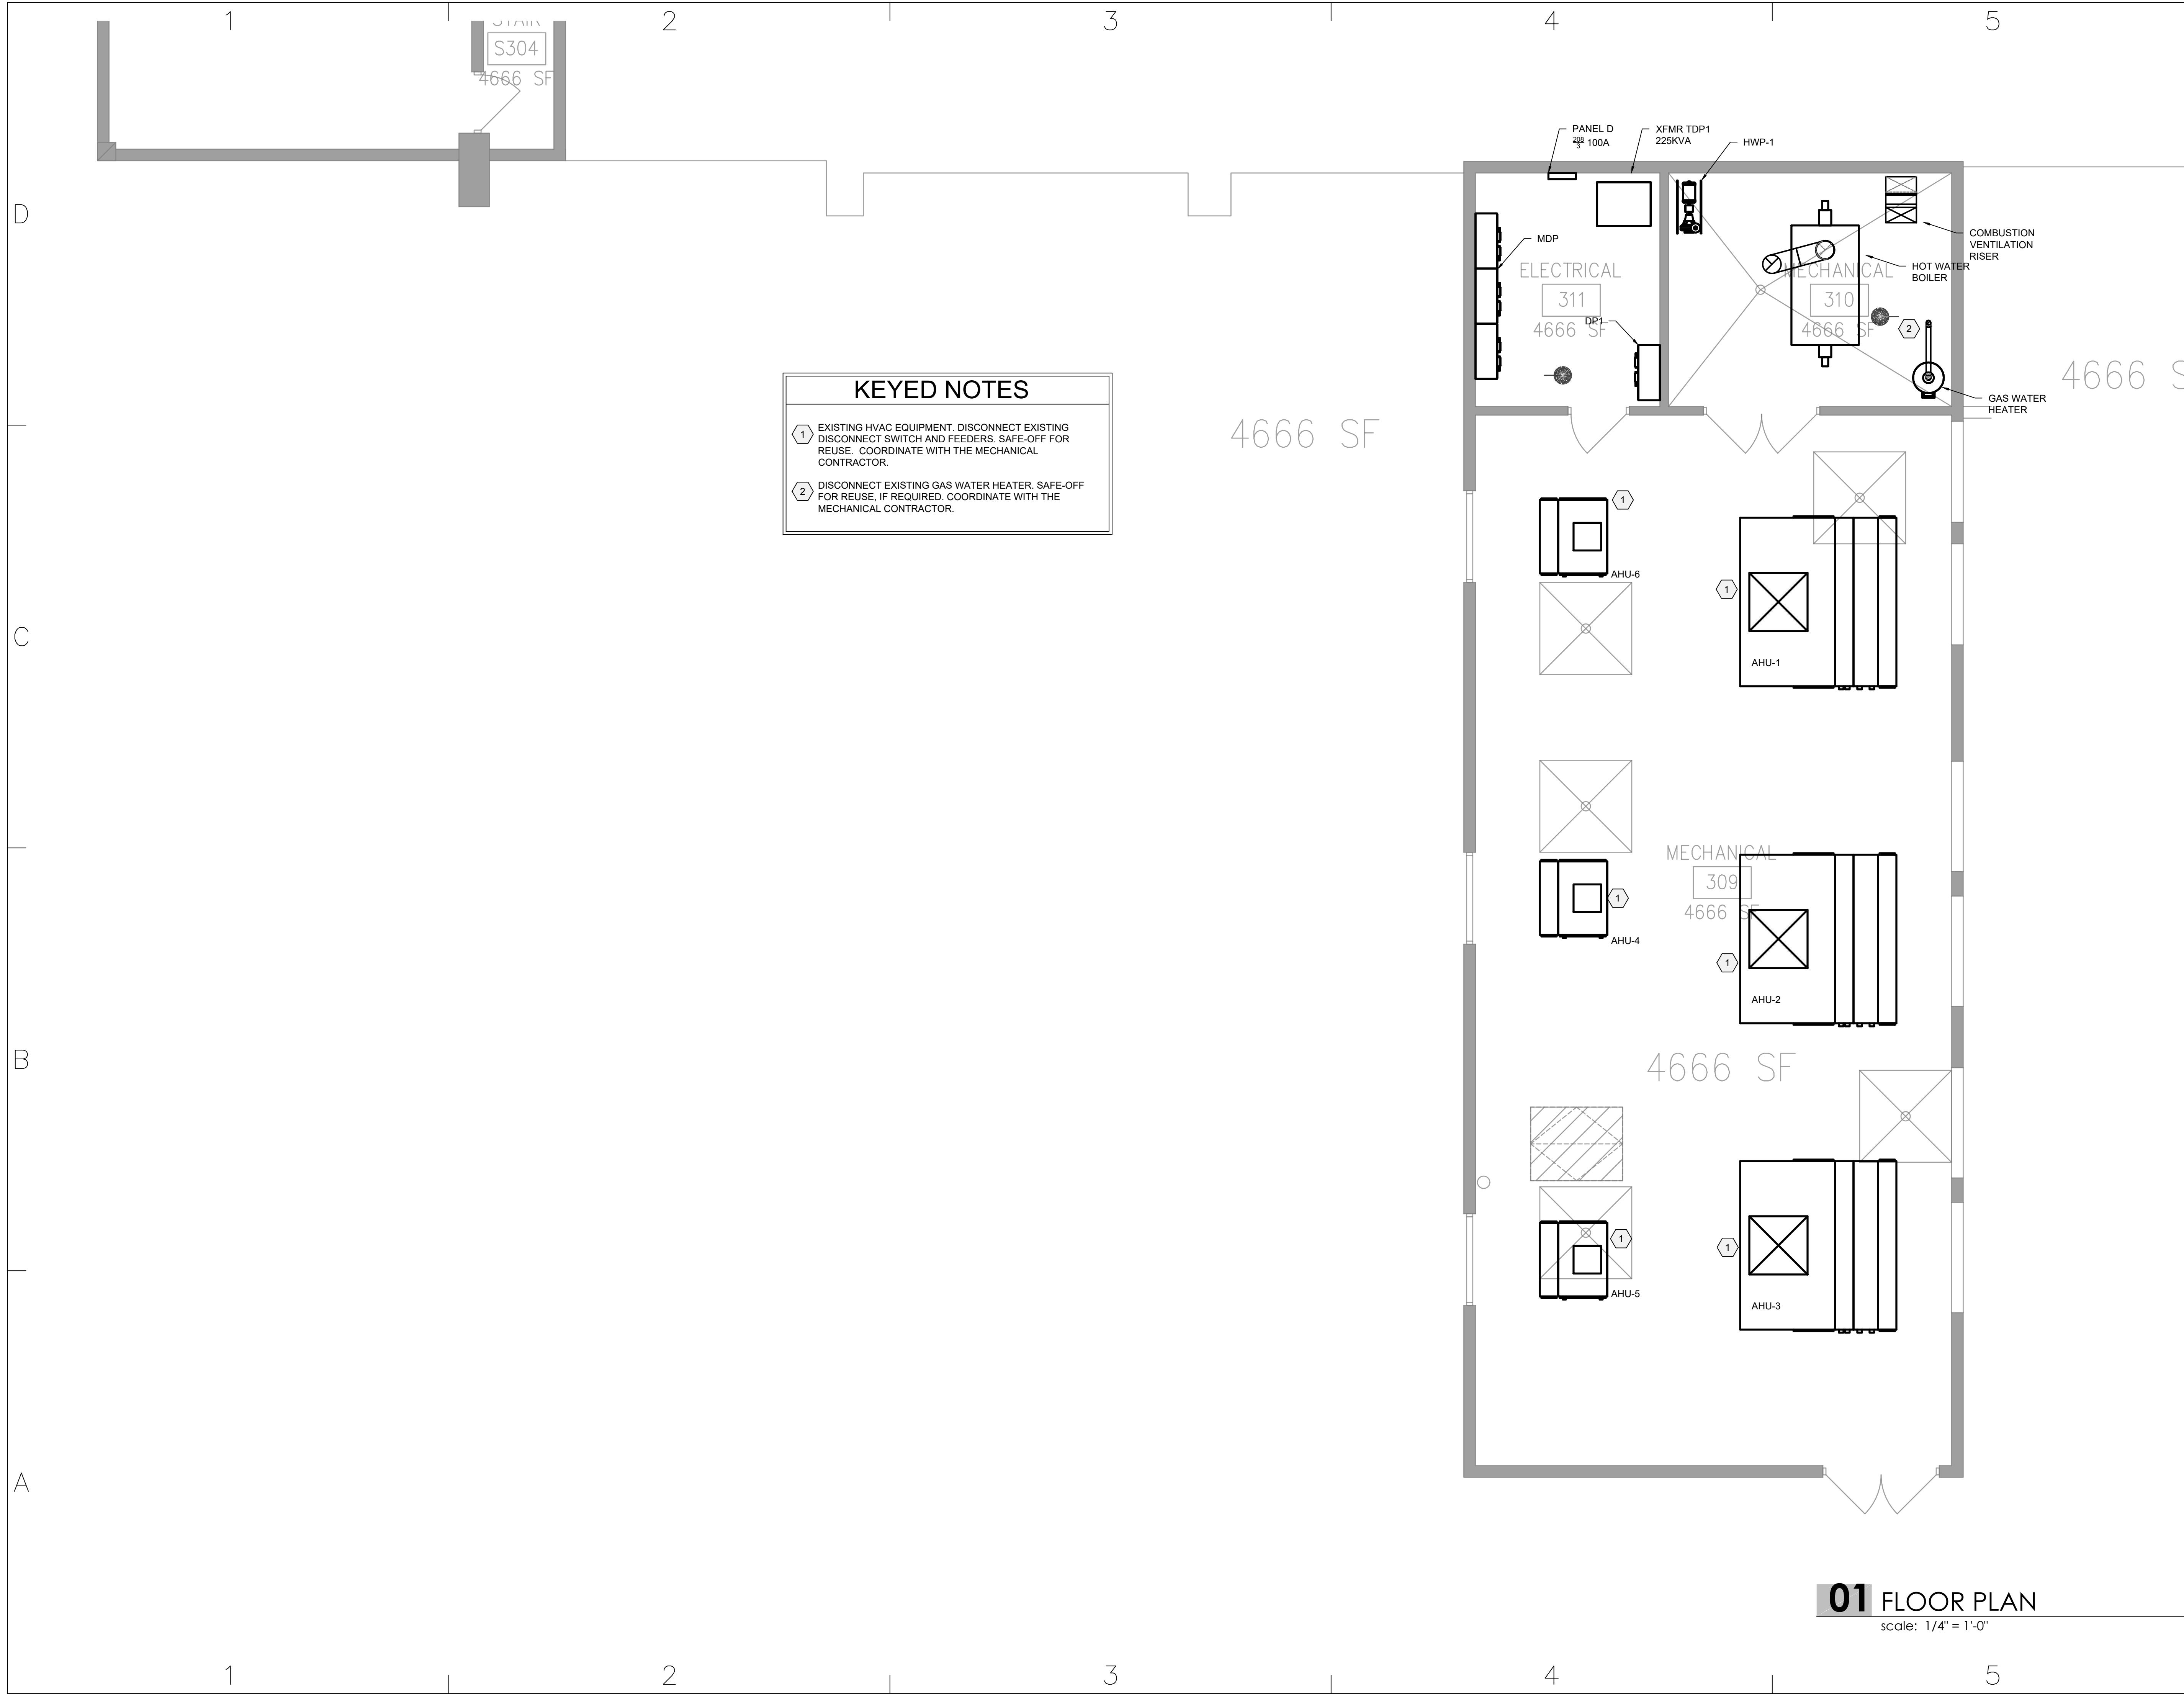 1 2 3 4 5
S304
4666 SF
PANEL D
208/3 100A
XFMR TDP1
225KVA
HWP-1
D
MDP
COMBUSTION
VENTILATION
RISER
ELECTRICAL
311
4666 SF
MECHANICAL
310
4666 SF
HOT WATER
BOILER
DP1
2
4666 S
GAS WATER
HEATER
KEYED NOTES
1 EXISTING HVAC EQUIPMENT. DISCONNECT EXISTING
DISCONNECT SWITCH AND FEEDERS. SAFE-OFF FOR
REUSE. COORDINATE WITH THE MECHANICAL
CONTRACTOR.
2 DISCONNECT EXISTING GAS WATER HEATER. SAFE-OFF
FOR REUSE, IF REQUIRED. COORDINATE WITH THE
MECHANICAL CONTRACTOR.
4666 SF
1
AHU-6
1
C
AHU-1
MECHANICAL
309
4666 SF
1
AHU-4
1
AHU-2
B
4666 SF
1
AHU-5
1
AHU-3
A
01 FLOOR PLAN
scale: 1/4" = 1'-0"
1 2 3 4 5